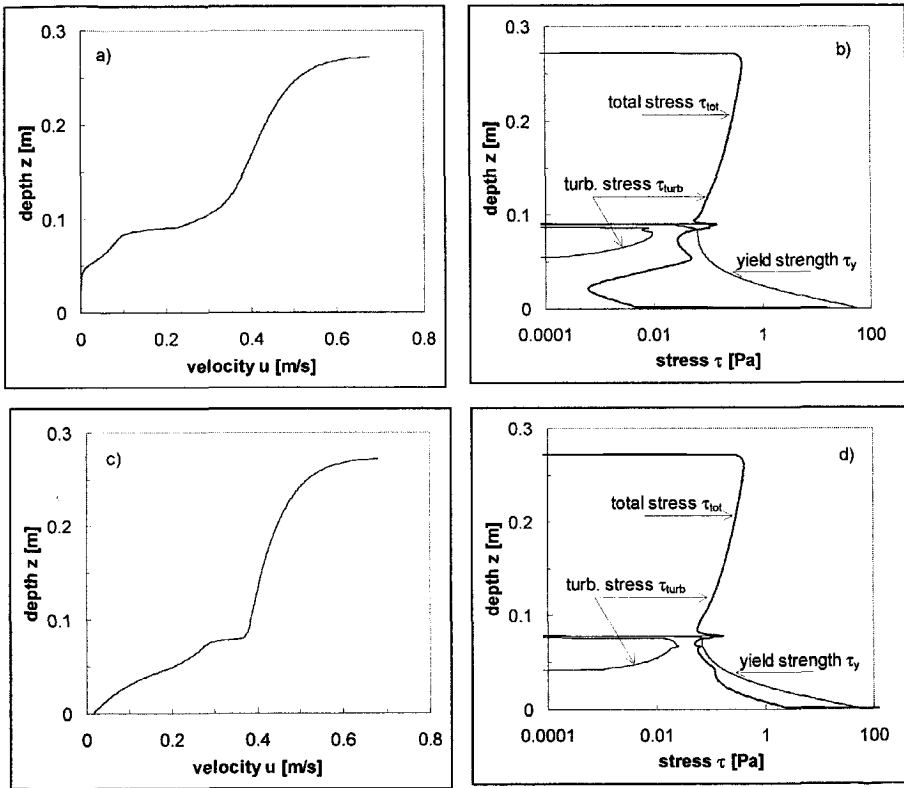 a)
0.3
0.2
0.1
0
depth z [m]
0
0.2
0.4
0.6
0.8
velocity u [m/s]
b)
0.3
0.2
0.1
0
depth z [m]
total stress τtot
turb. stress τturb
yield strength τy
0.0001
0.01
1
100
stress τ [Pa]
c)
0.3
0.2
0.1
0
depth z [m]
0
0.2
0.4
0.6
0.8
velocity u [m/s]
d)
0.3
0.2
0.1
0
depth z [m]
total stress τtot
turb. stress τturb
yield strength τy
0.0001
0.01
1
100
stress τ [Pa]